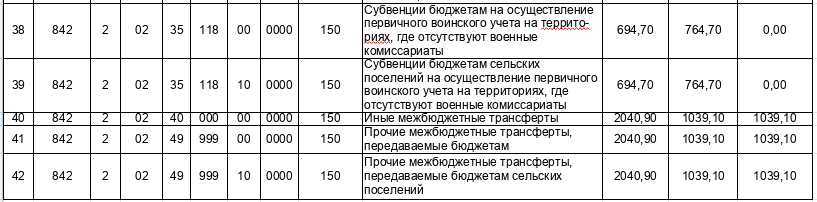 Субвенции бюджетам на осуществление
первичного воинского учета на террито-
38 842 2 02 35 118 00 0000 150 риях, где отсутствуют военные 694,70 764,70 0,00
комиссариаты
Субвенции бюджетам сельских
поселений на осуществление первичного
39 842 2 02 35 118 10 0000 150 воинского учета на территориях, где 694,70 764,70 0,00
отсутствуют военные комиссариаты
40 842 2 02 40 000 00 0000 150 Иные межбюджетные трансферты 2040,90 1039,10 1039,10
41 842 2 02 49 999 00 0000 150 Прочие межбюджетные трансферты, 2040,90 1039,10 1039,10
передаваемые бюджетам
Прочие межбюджетные трансферты,
42 842 2 02 49 999 10 0000 150 передаваемые бюджетам сельских 2040,90 1039,10 1039,10
поселений